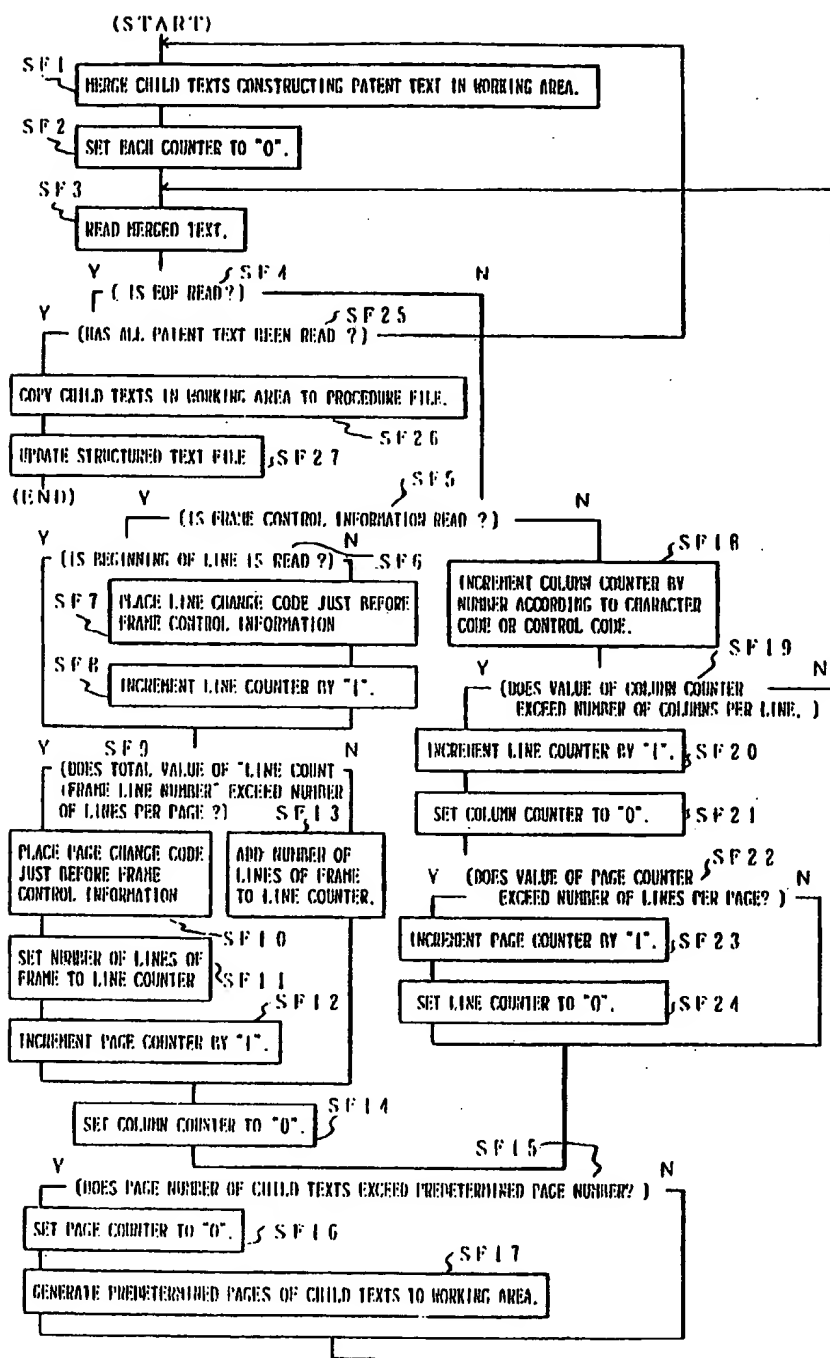 (START)
SF1
MERGE CHILD TEXTS CONSTRUCTING PATENT TEXT IN WORKING AREA.
SF2
SET EACH COUNTER TO "0".
SF3
READ MERGED TEXT.
Y SF4 N
( IS EOF READ?)
Y SF25
(HAS ALL PATENT TEXT BEEN READ ?)
COPY CHILD TEXTS IN WORKING AREA TO PROCEDURE FILE.
SF26
UPDATE STRUCTURED TEXT FILE SF27
(END) Y SF5 N
(IS FRAME CONTROL INFORMATION READ ?)
Y N SF6
(IS BEGINNING OF LINE IS READ ?)
SF7
PLACE LINE CHANGE CODE JUST BEFORE
FRAME CONTROL INFORMATION
SF8
INCREMENT LINE COUNTER BY "1".
SF18
INCREMENT COLUMN COUNTER BY
NUMBER ACCORDING TO CHARACTER
CODE OR CONTROL CODE.
SF19
Y N
(DOES VALUE OF COLUMN COUNTER
EXCEED NUMBER OF COLUMNS PER LINE. )
INCREMENT LINE COUNTER BY "1". SF20
SET COLUMN COUNTER TO "0". SF21
SF22
Y N
(DOES VALUE OF PAGE COUNTER
EXCEED NUMBER OF LINES PER PAGE? )
INCREMENT PAGE COUNTER BY "1". SF23
SET LINE COUNTER TO "0". SF24
Y SF9 N
(DOES TOTAL VALUE OF "LINE COUNT
(FRAME LINE NUMBER" EXCEED NUMBER
OF LINES PER PAGE ?) SF13
PLACE PAGE CHANGE CODE
JUST BEFORE FRAME
CONTROL INFORMATION
SF10
ADD NUMBER OF
LINES OF FRAME
TO LINE COUNTER.
SET NUMBER OF LINES OF
FRAME TO LINE COUNTER SF11
SF12
INCREMENT PAGE COUNTER BY "1".
SET COLUMN COUNTER TO "0". SF14
SF15
Y N
(DOES PAGE NUMBER OF CHILD TEXTS EXCEED PREDETERMINED PAGE NUMBER? )
SET PAGE COUNTER TO "0". SF16
SF17
GENERATE PREDETERMINED PAGES OF CHILD TEXTS TO WORKING AREA.